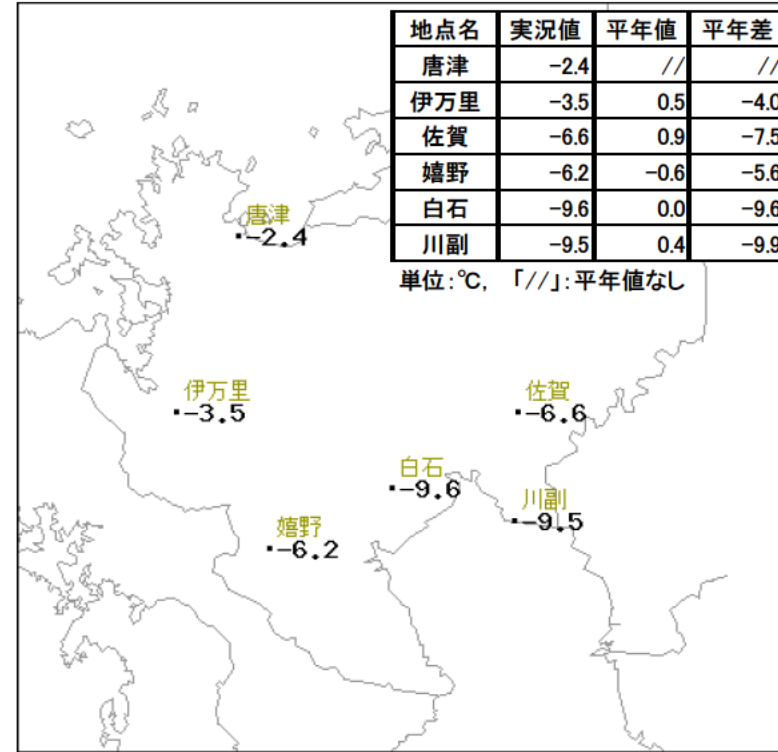 地点名 実況値 平年値 平年差
唐津 -2.4 // //
伊万里 -3.5 0.5 -4.0
佐賀 -6.6 0.9 -7.5
嬉野 -6.2 -0.6 -5.6
白石 -9.6 0.0 -9.6
川副 -9.5 0.4 -9.9
単位:℃, 「//」:平年値なし
唐津
-2.4
伊万里
-3.5
佐賀
-6.6
白石
-9.6
川副
-9.5
嬉野
-6.2